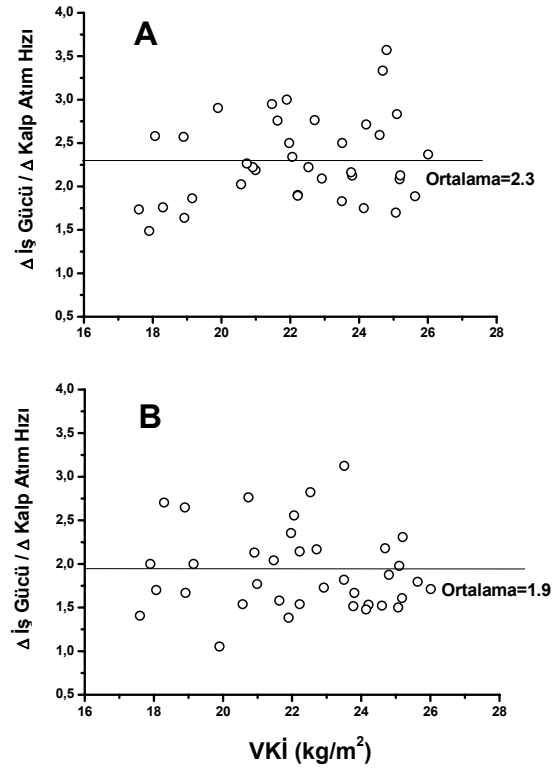 A
4,0
3,5
3,0
2,5
2,0
1,5
1,0
0,5
Δ İş Gücü / Δ Kalp Atım Hızı
Ortalama=2.3
16 18 20 22 24 26 28
B
4,0
3,5
3,0
2,5
2,0
1,5
1,0
0,5
Δ İş Gücü / Δ Kalp Atım Hızı
Ortalama=1.9
16 18 20 22 24 26 28
VKİ (kg/m²)